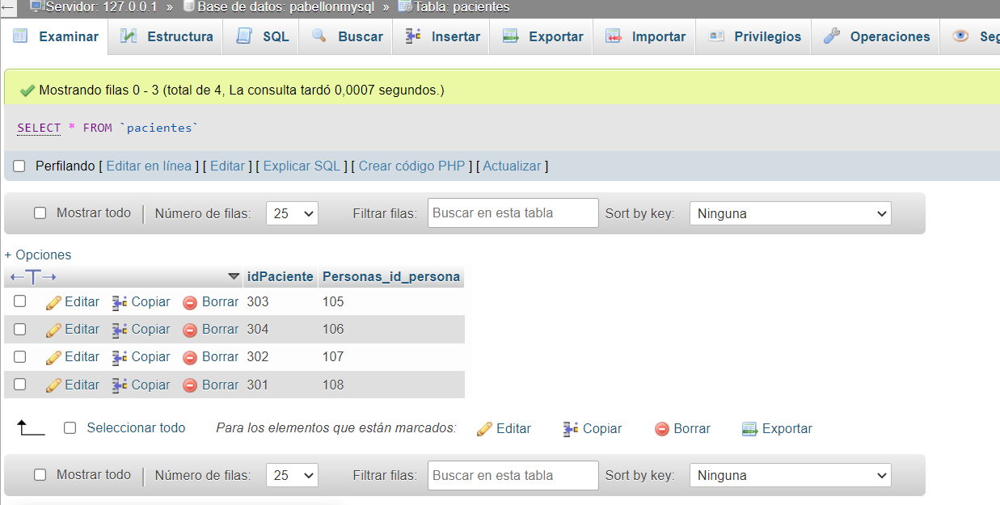 Servidor: 127.0.0.1 » Base de datos: pabellonmysql » Tabla: pacientes
Examinar Estructura SQL Buscar Insertar Exportar Importar Privilegios Operaciones Seg
Mostrando filas 0 - 3 (total de 4, La consulta tardó 0,0007 segundos.)
SELECT * FROM `pacientes`
Perfilando [ Editar en línea ] [ Editar ] [ Explicar SQL ] [ Crear código PHP ] [ Actualizar ]
Mostrar todo Número de filas: 25 Filtrar filas: Buscar en esta tabla Sort by key: Ninguna
+ Opciones
←T→ idPaciente Personas_id_persona
Editar Copiar Borrar 303 105
Editar Copiar Borrar 304 106
Editar Copiar Borrar 302 107
Editar Copiar Borrar 301 108
Seleccionar todo Para los elementos que están marcados: Editar Copiar Borrar Exportar
Mostrar todo Número de filas: 25 Filtrar filas: Buscar en esta tabla Sort by key: Ninguna